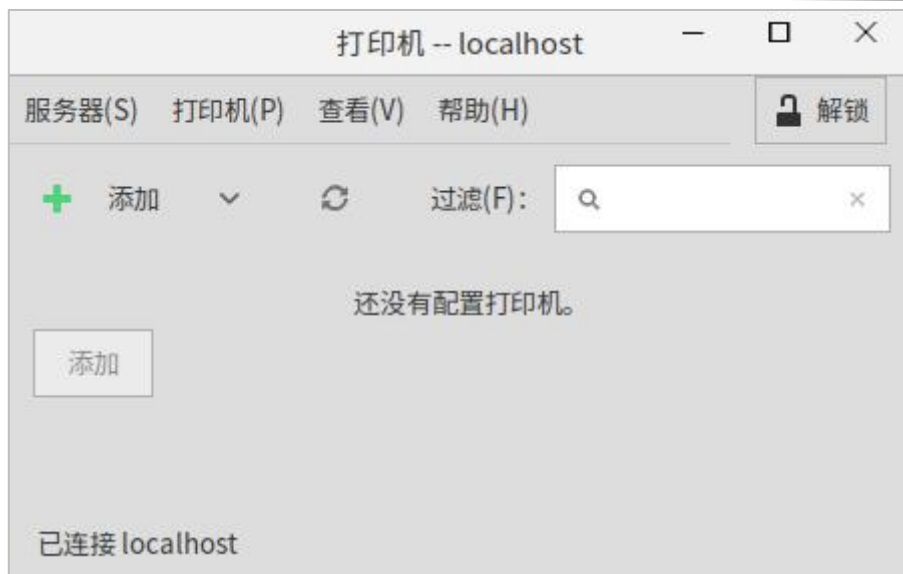 打印机 -- localhost
服务器(S) 打印机(P) 查看(V) 帮助(H) 解锁
添加 过滤(F)：
还没有配置打印机。
添加
已连接 localhost